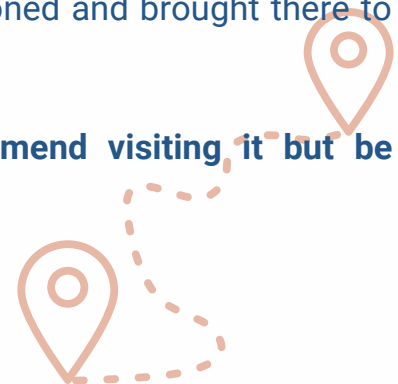 oned and brought there to
mend visiting it but be